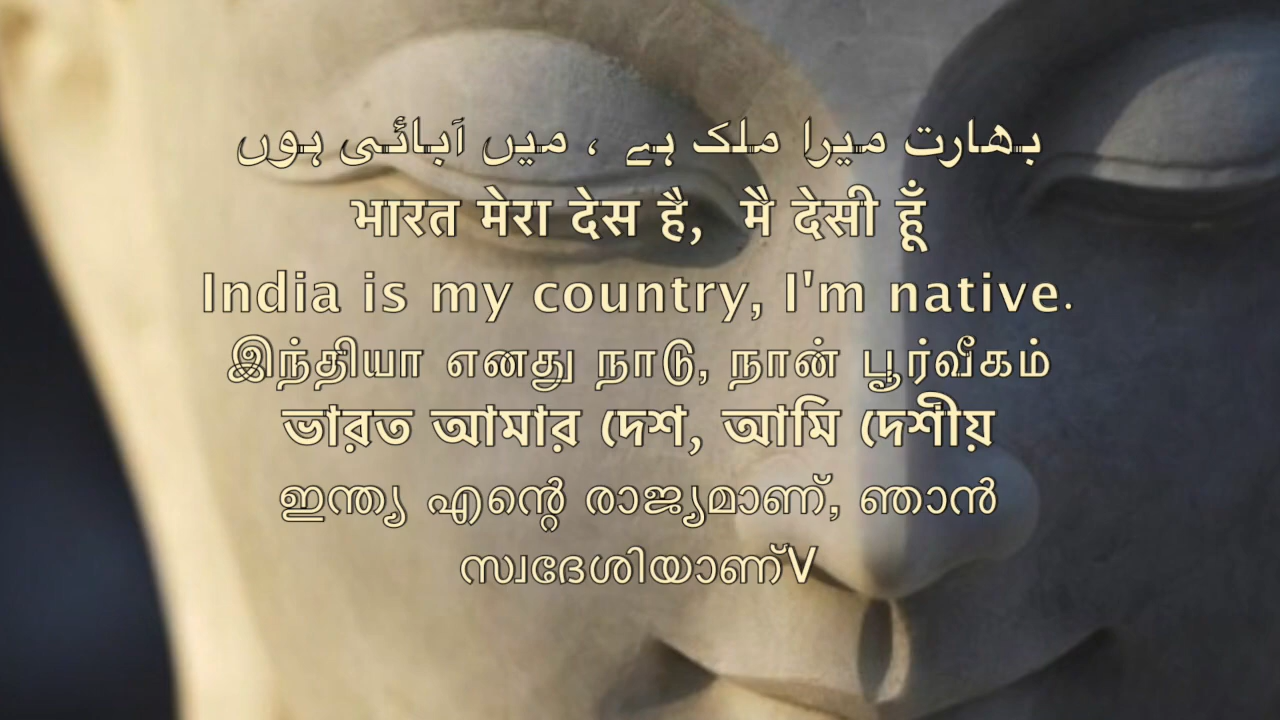 بھارت میرا ملک ہے ، میں آبائی ہوں
भारत मेरा देस है, मै देसी हूँ
India is my country, I'm native.
இந்தியா எனது நாடு, நான் பூர்வீகம்
ভারত আমার দেশ, আমি দেশীয়
ഇന്ത്യ എന്റെ രാജ്യമാണ്, ഞാൻ
സ്വദേശിയാണ്V